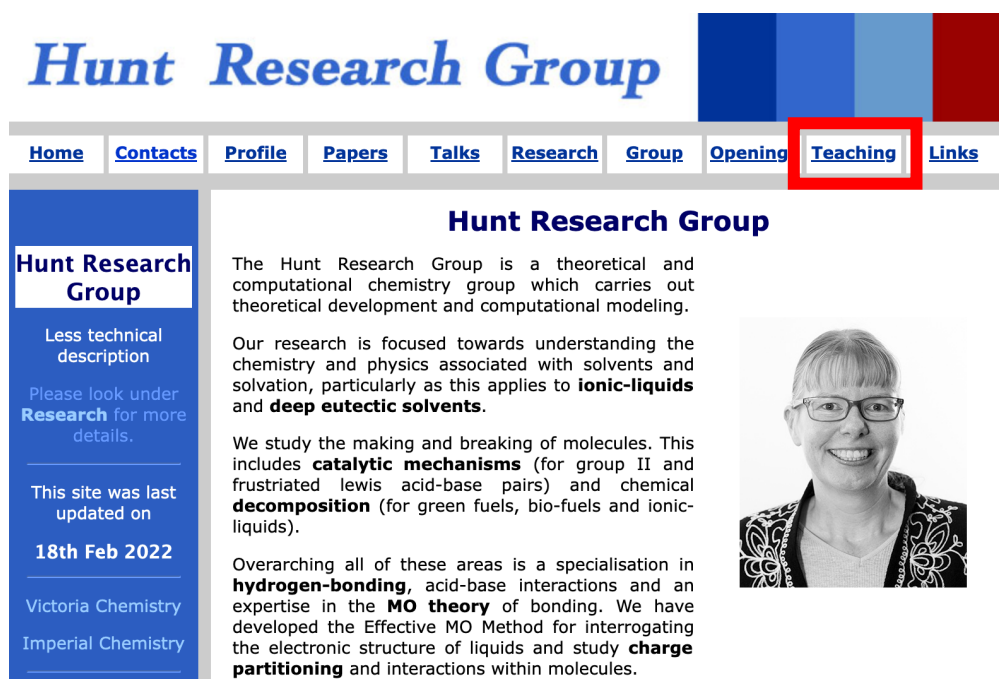 Hunt Research Group
Home Contacts Profile Papers Talks Research Group Opening Teaching Links
Hunt Research
Group
Less technical
description
Please look under
Research for more
details.
This site was last
updated on
18th Feb 2022
Victoria Chemistry
Imperial Chemistry
Hunt Research Group
The Hunt Research Group is a theoretical and
computational chemistry group which carries out
theoretical development and computational modeling.
Our research is focused towards understanding the
chemistry and physics associated with solvents and
solvation, particularly as this applies to ionic-liquids
and deep eutectic solvents.
We study the making and breaking of molecules. This
includes catalytic mechanisms (for group II and
frustriated lewis acid-base pairs) and chemical
decomposition (for green fuels, bio-fuels and ionic-
liquids).
Overarching all of these areas is a specialisation in
hydrogen-bonding, acid-base interactions and an
expertise in the MO theory of bonding. We have
developed the Effective MO Method for interrogating
the electronic structure of liquids and study charge
partitioning and interactions within molecules.